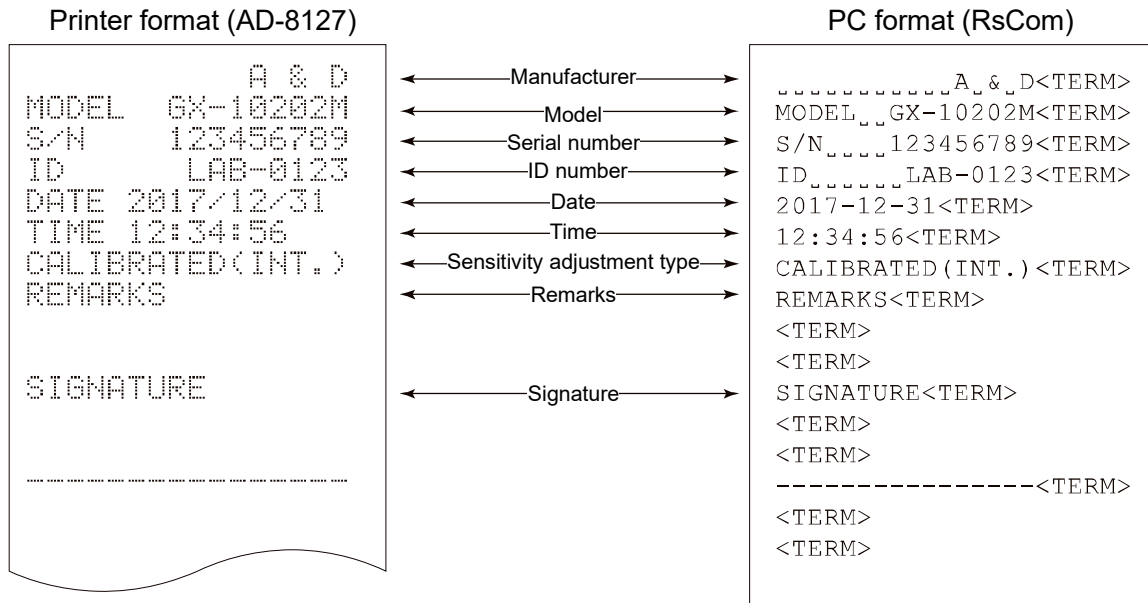 Printer format (AD-8127)
A & D
MODEL GX-10202M
S/N 123456789
ID LAB-0123
DATE 2017/12/31
TIME 12:34:56
CALIBRATED(INT.)
REMARKS
SIGNATURE
----------------
Manufacturer
Model
Serial number
ID number
Date
Time
Sensitivity adjustment type
Remarks
Signature
PC format (RsCom)
␣␣␣␣␣␣␣␣␣␣␣A␣&␣D<TERM>
MODEL␣␣GX-10202M<TERM>
S/N␣␣␣␣123456789<TERM>
ID␣␣␣␣␣␣LAB-0123<TERM>
2017-12-31<TERM>
12:34:56<TERM>
CALIBRATED(INT.)<TERM>
REMARKS<TERM>
<TERM>
<TERM>
SIGNATURE<TERM>
<TERM>
<TERM>
----------------<TERM>
<TERM>
<TERM>